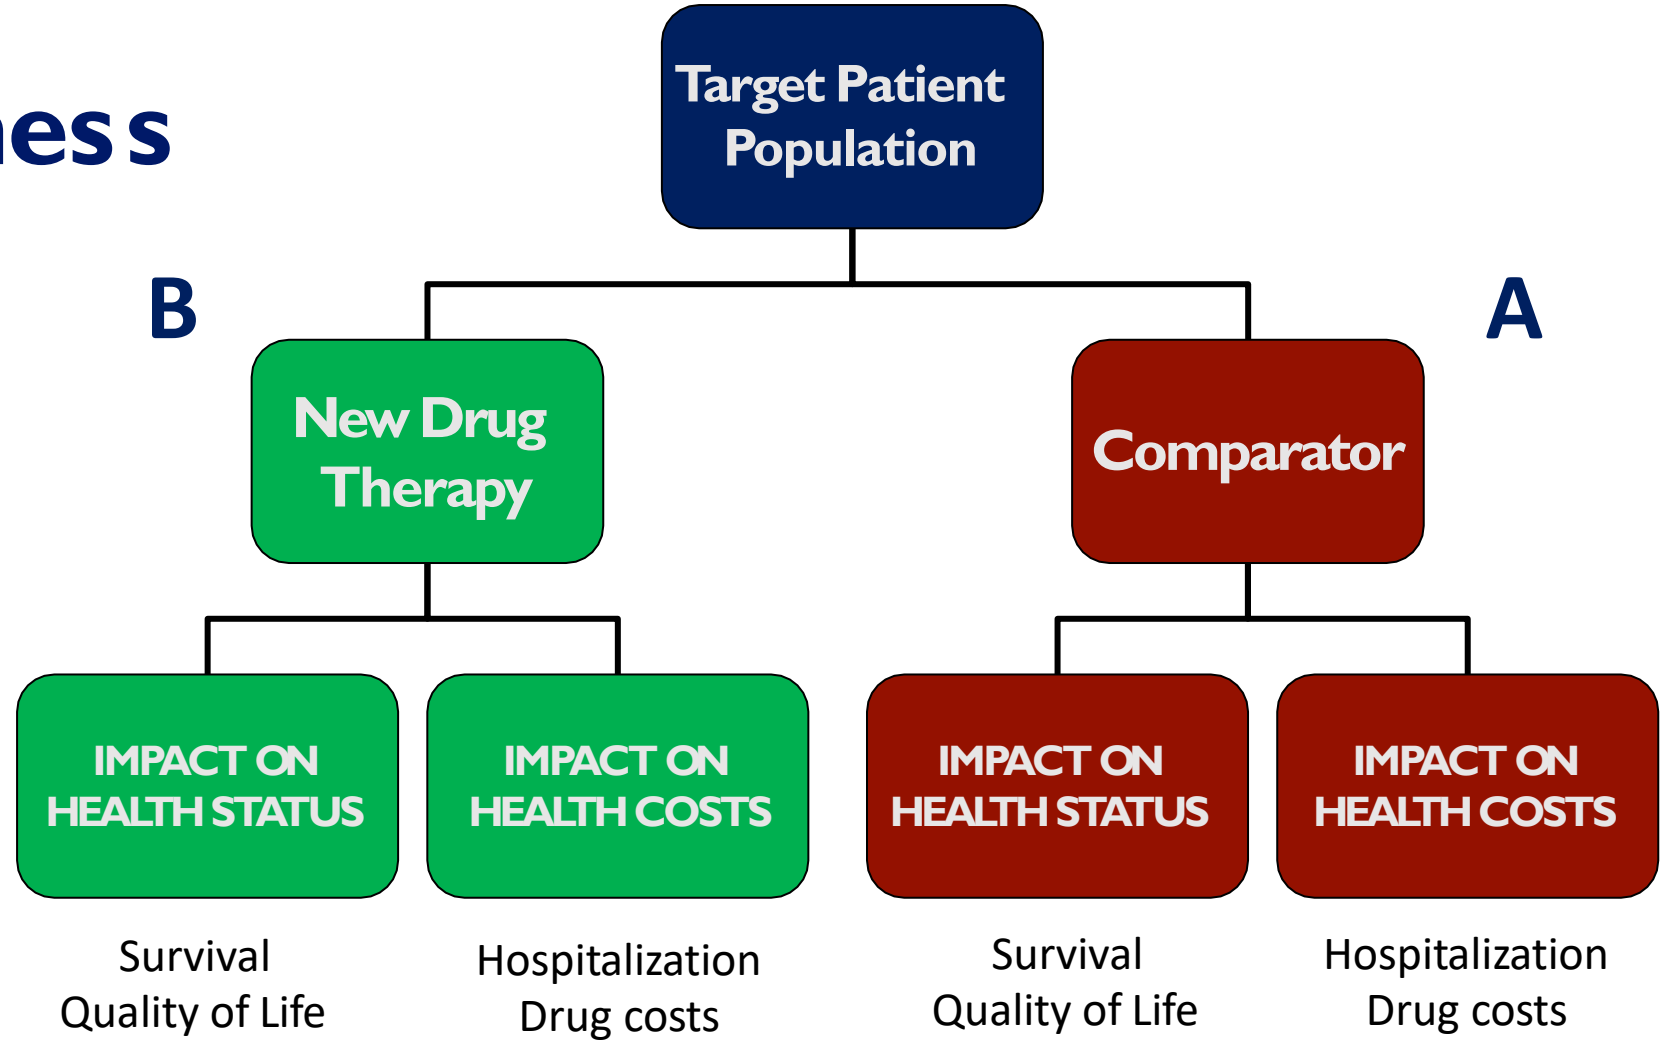 ness
Target Patient
Population
B
A
New Drug
Therapy
Comparator
IMPACT ON
HEALTH STATUS
IMPACT ON
HEALTH COSTS
IMPACT ON
HEALTH STATUS
IMPACT ON
HEALTH COSTS
Survival
Quality of Life
Hospitalization
Drug costs
Survival
Quality of Life
Hospitalization
Drug costs